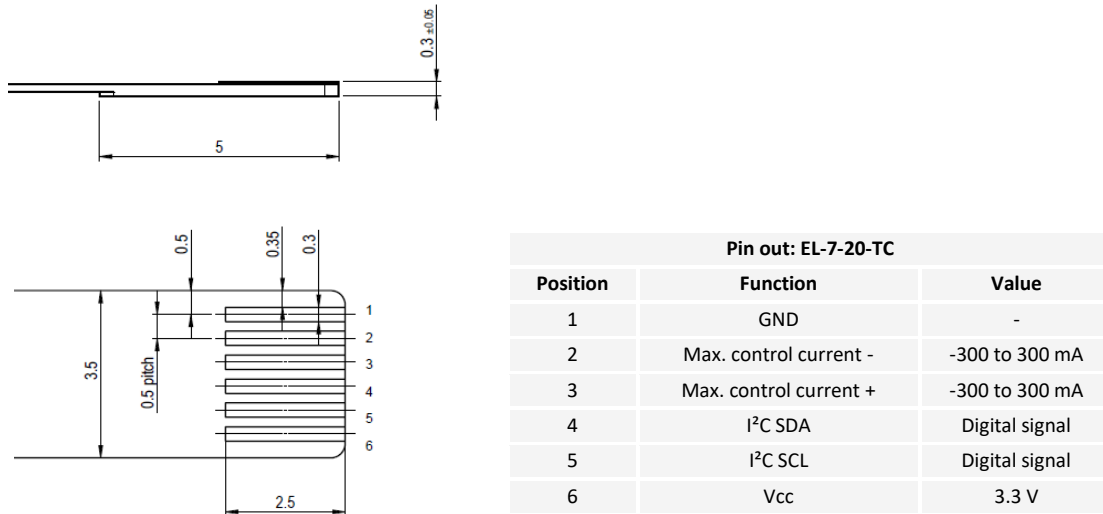 0.3 ±0.05
5
0.5
0.35
0.3
1
2
3
4
5
6
3.5
0.5 pitch
2.5
Pin out: EL-7-20-TC
Position Function Value
1 GND -
2 Max. control current - -300 to 300 mA
3 Max. control current + -300 to 300 mA
4 I²C SDA Digital signal
5 I²C SCL Digital signal
6 Vcc 3.3 V